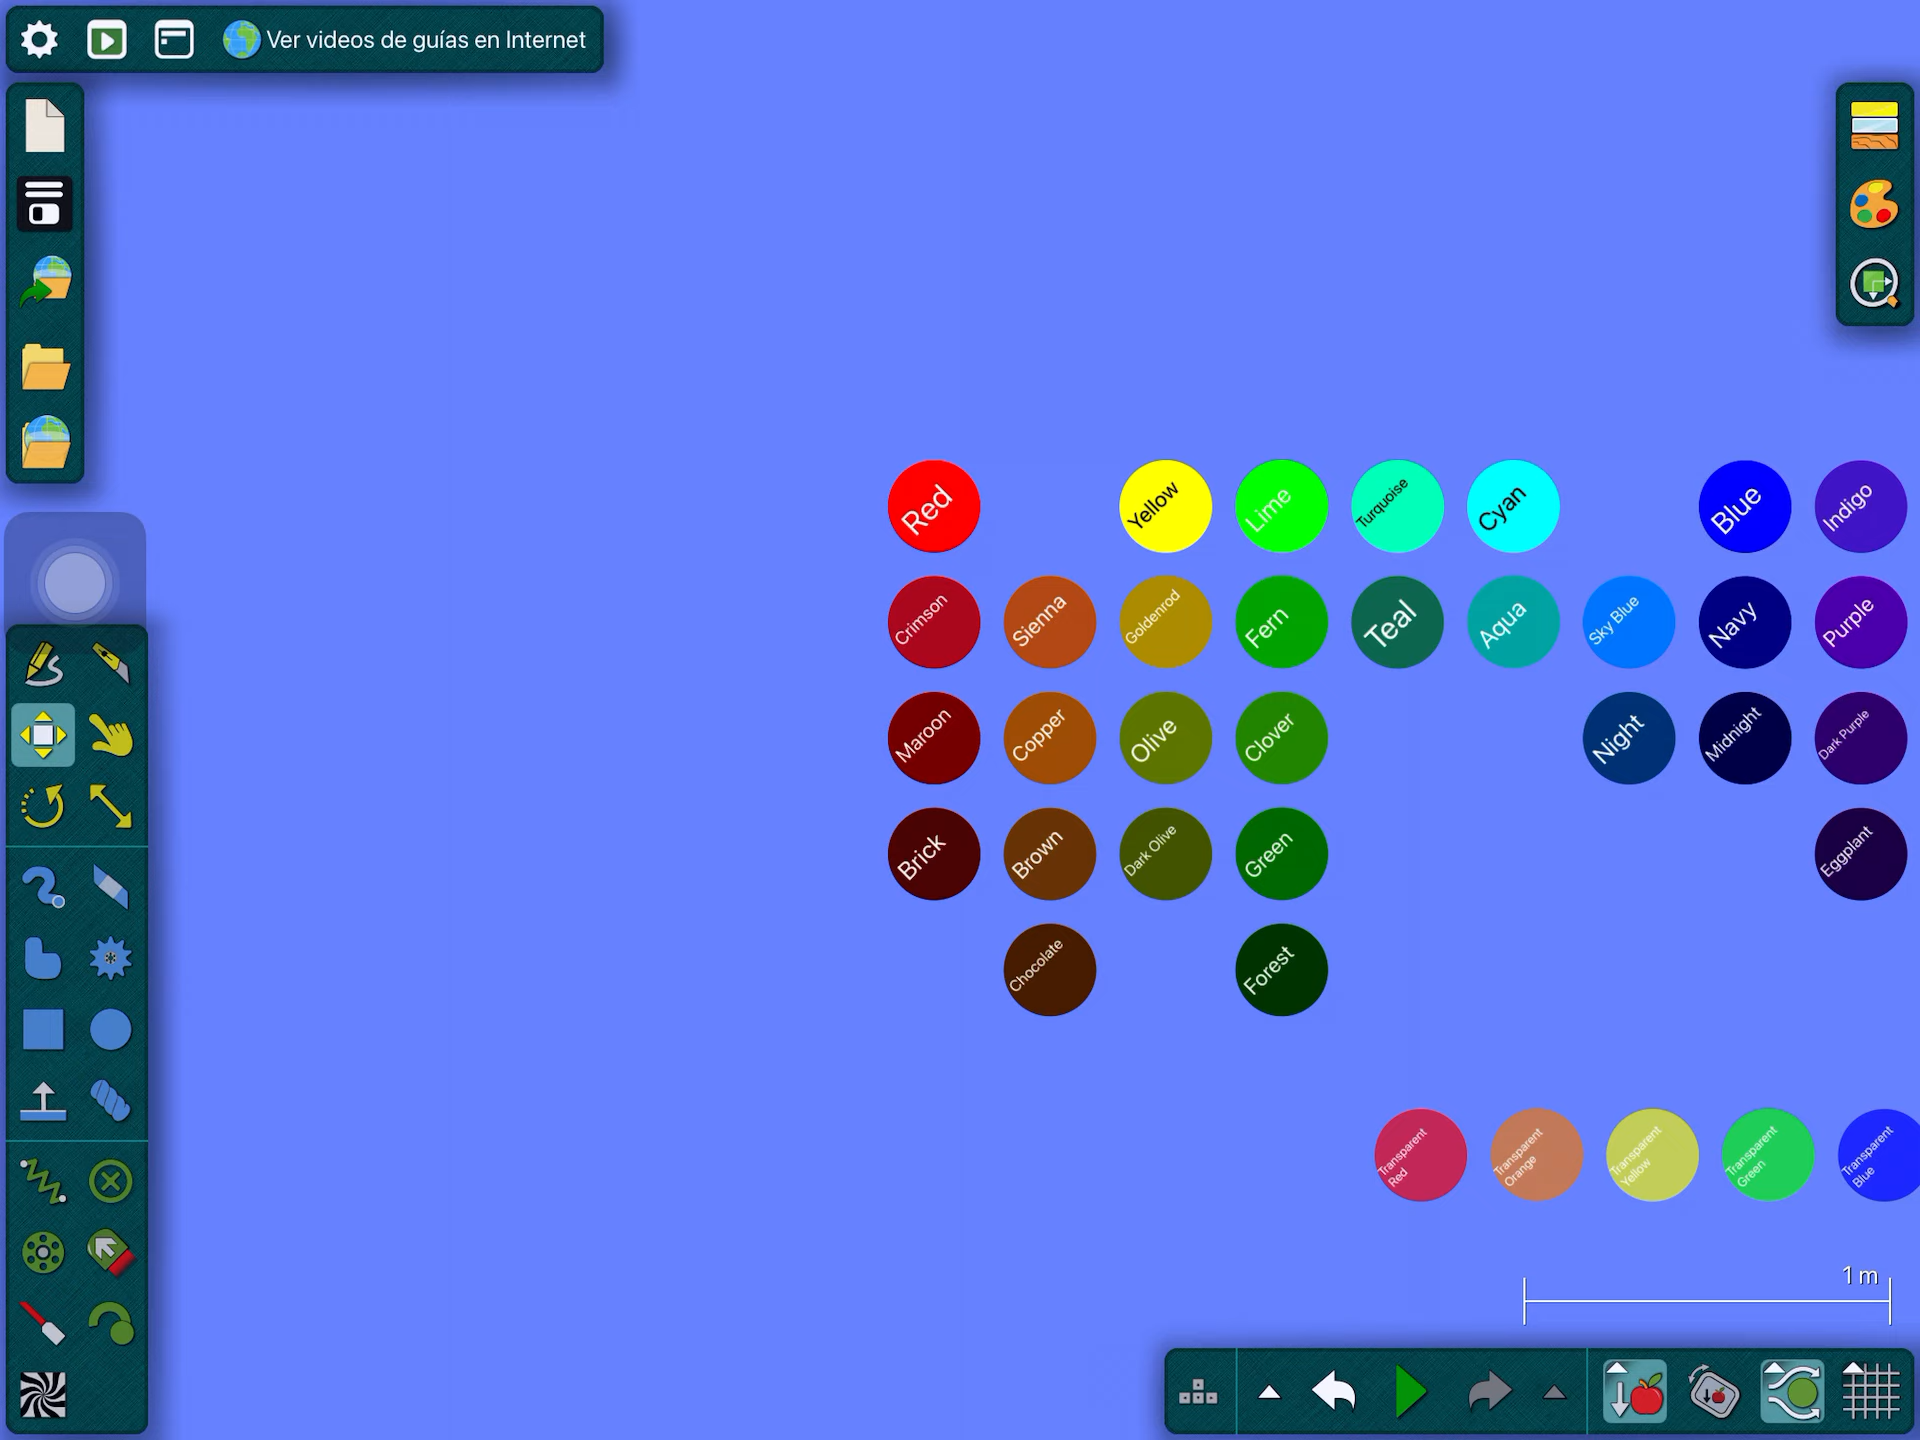 Ver videos de guías en Internet
Red
Yellow
Lime
Turquoise
Cyan
Blue
Indigo
Crimson
Sienna
Goldenrod
Fern
Teal
Aqua
Sky Blue
Navy
Purple
Maroon
Copper
Olive
Clover
Night
Midnight
Dark Purple
Brick
Brown
Dark Olive
Green
Eggplant
Chocolate
Forest
Transparent
Red
Transparent
Orange
Transparent
Yellow
Transparent
Green
Transparent
Blue
1 m